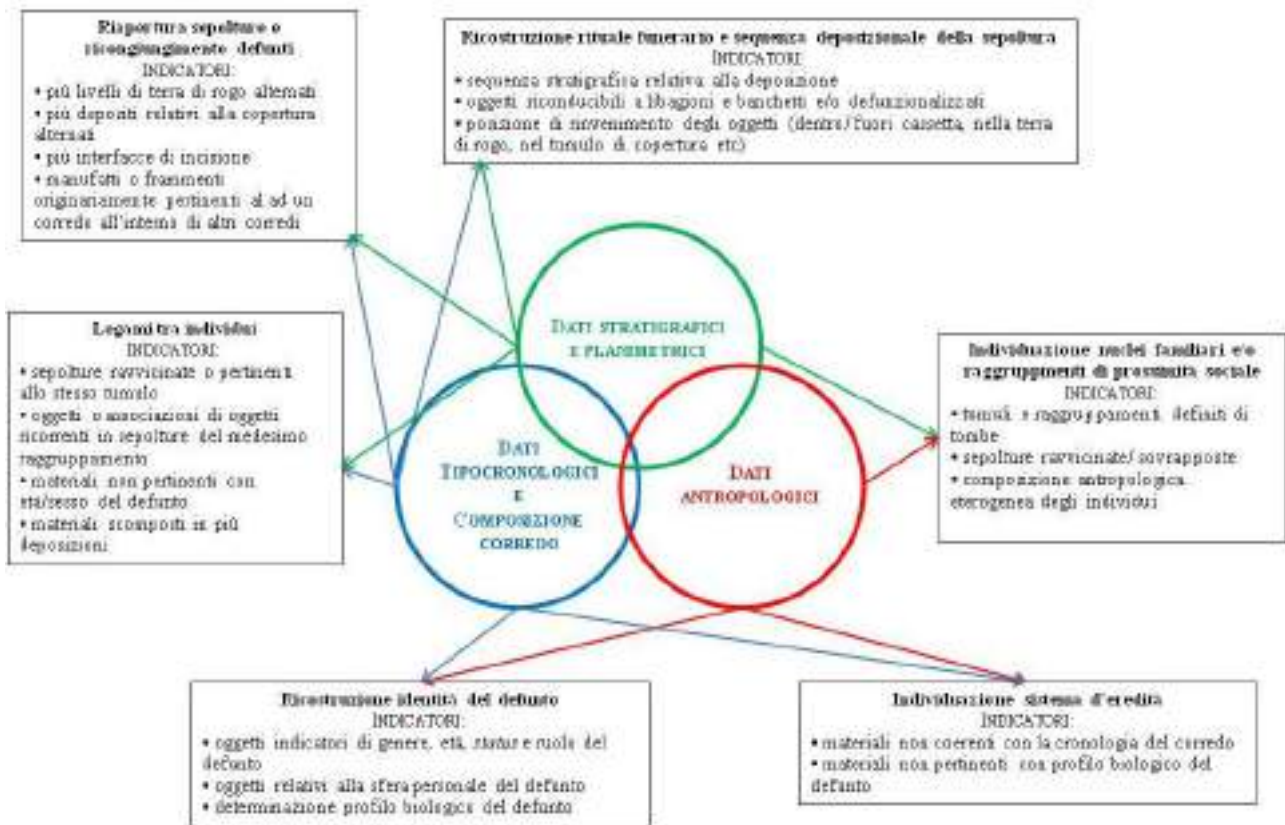 Riapertura sepolture o
ricongiungimento defunti
INDICATORI:
• più livelli di terra di rogo alternati
• più depositi relativi alla copertura
alternati
• più interfacce di incisione
• manufatti o frammenti
originariamente pertinenti al ad un
corredo all'interno di altri corredi
Ricostruzione rituale funerario e sequenza deposizionale della sepoltura
INDICATORI:
• sequenza stratigrafica relativa alla deposizione
• oggetti riconducibili a libagioni e banchetti e/o defunzionalizzati
• posizione di rinvenimento degli oggetti (dentro/fuori cassetta, nella terra
di rogo, nel tumulo di copertura etc)
Legami tra individui
INDICATORI:
• sepolture ravvicinate o pertinenti
allo stesso tumulo
• oggetti o associazioni di oggetti
ricorrenti in sepolture del medesimo
raggruppamento
• materiali non pertinenti con
età/sesso del defunto
• materiali scomposti in più
deposizioni
DATI STRATIGRAFICI
E PLANIMETRICI
DATI
TIPOCRONOLOGICI
E
COMPOSIZIONE
CORREDO
DATI
ANTROPOLOGICI
Individuazione nuclei familiari e/o
raggruppimenti di prossimità sociale
INDICATORI:
• tumuli e raggruppamenti definiti di
tombe
• sepolture ravvicinate/sovrapposte
• composizione antropologica
eterogenea degli individui
Ricostruzione identità del defunto
INDICATORI:
• oggetti indicatori di genere, età, status e ruolo del
defunto
• oggetti relativi alla sfera personale del defunto
• determinazione profilo biologico del defunto
Individuazione sistema d'eredità
INDICATORI:
• materiali non coerenti con la cronologia del corredo
• materiali non pertinenti con profilo biologico del
defunto